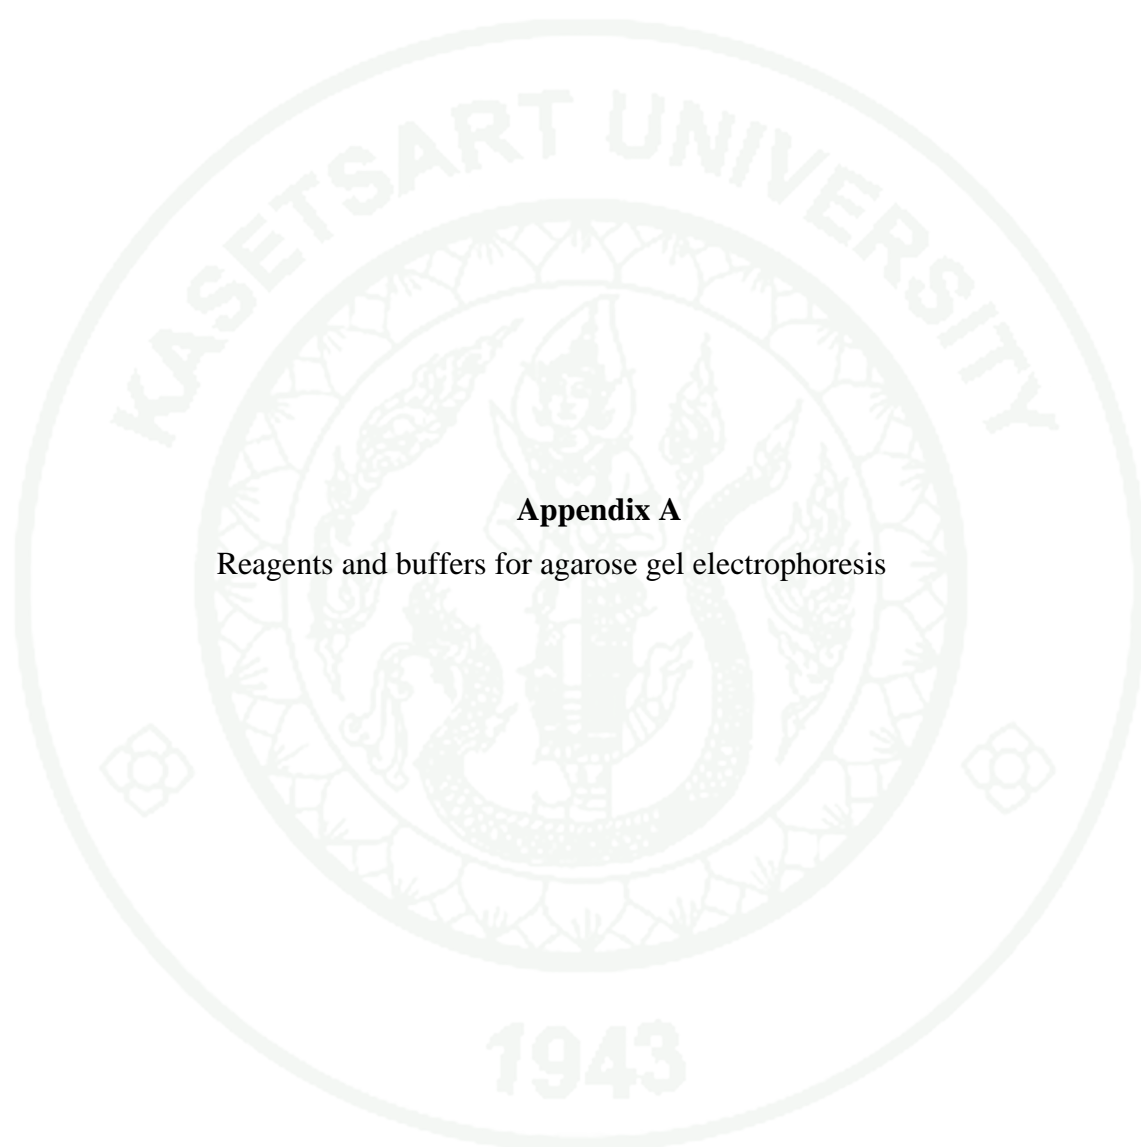 KASETSART UNIVERSITY
Appendix A
Reagents and buffers for agarose gel electrophoresis
1943